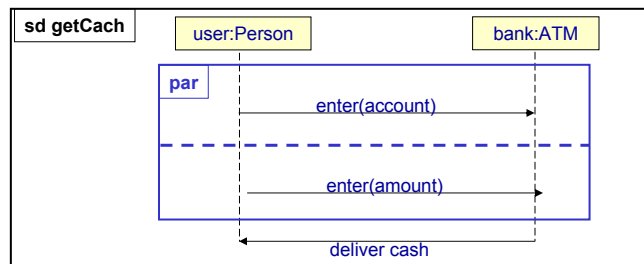 sd getCach
user:Person
bank:ATM
par
enter(account)
enter(amount)
deliver cash